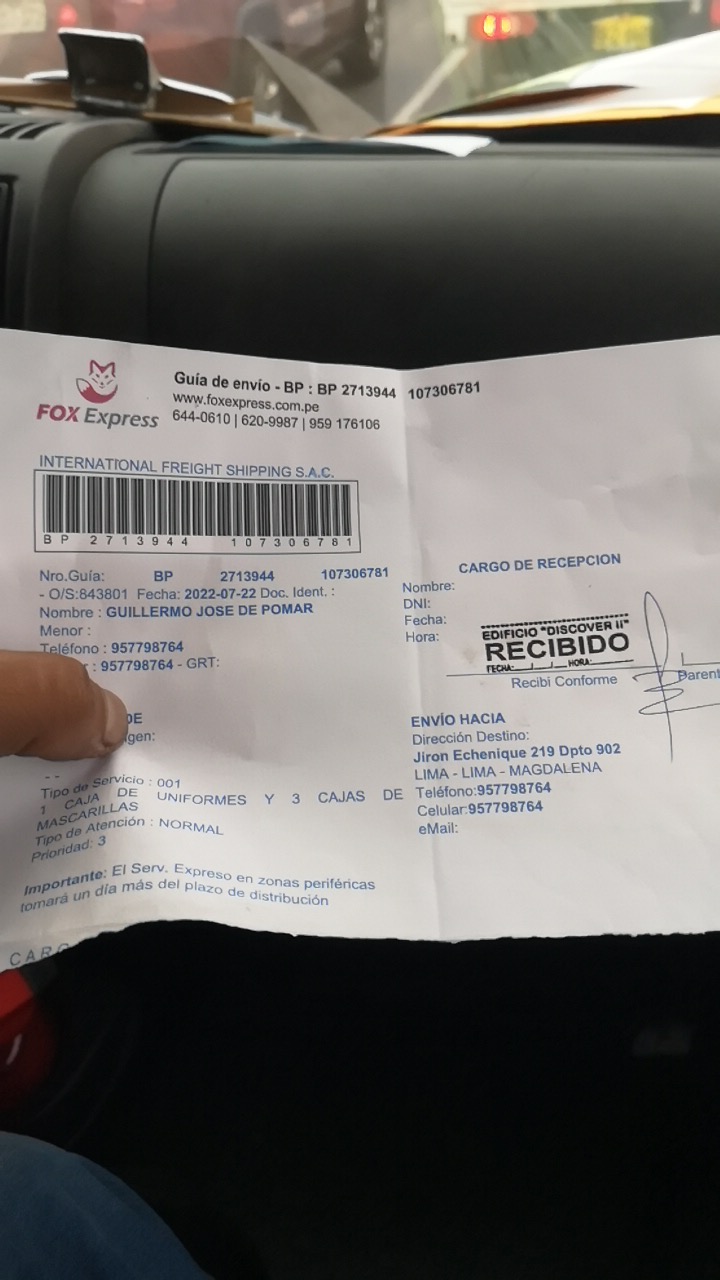 FOX Express
Guía de envío - BP : BP 2713944 107306781
www.foxexpress.com.pe
644-0610 | 620-9987 | 959 176106
INTERNATIONAL FREIGHT SHIPPING S.A.C.
BP 2713944 107306781
Nro.Guía: BP 2713944 107306781
- O/S:843801 Fecha: 2022-07-22 Doc. Ident. :
Nombre : GUILLERMO JOSE DE POMAR
Menor :
Teléfono : 957798764
: 957798764 - GRT:
DE
igen:
- -
Tipo de Servicio : 001
1 CAJA DE UNIFORMES Y 3 CAJAS DE
MASCARILLAS
Tipo de Atención : NORMAL
Prioridad: 3
Importante: El Serv. Expreso en zonas periféricas
tomará un día más del plazo de distribución
CARG
CARGO DE RECEPCION
Nombre:
DNI:
Fecha:
Hora:
EDIFICIO "DISCOVER II"
RECIBIDO
FECHA: / / HORA:
Recibi Conforme
Parent
ENVÍO HACIA
Dirección Destino:
Jiron Echenique 219 Dpto 902
LIMA - LIMA - MAGDALENA
Teléfono:957798764
Celular:957798764
eMail: